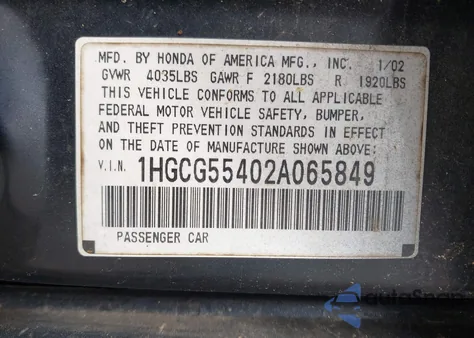 MFD. BY HONDA OF AMERICA MFG., INC. 1/02
GVWR 4035LBS GAWR F 2180LBS R 1920LBS
THIS VEHICLE CONFORMS TO ALL APPLICABLE
FEDERAL MOTOR VEHICLE SAFETY, BUMPER,
AND THEFT PREVENTION STANDARDS IN EFFECT
ON THE DATE OF MANUFACTURE SHOWN ABOVE:
V.I.N. 1HGCG55402A065849
PASSENGER CAR